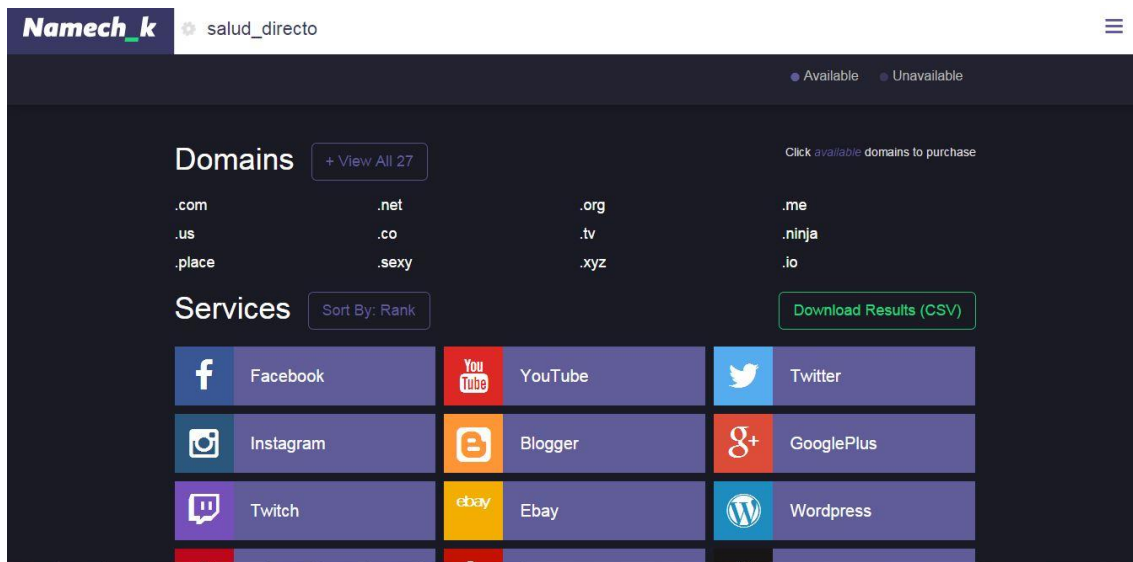 Namech_k salud_directo
Available Unavailable
Domains + View All 27 Click available domains to purchase
.com .net .org .me
.us .co .tv .ninja
.place .sexy .xyz .io
Services Sort By: Rank Download Results (CSV)
f Facebook You Tube YouTube Twitter
Instagram Blogger g+ GooglePlus
Twitch ebay Ebay Wordpress